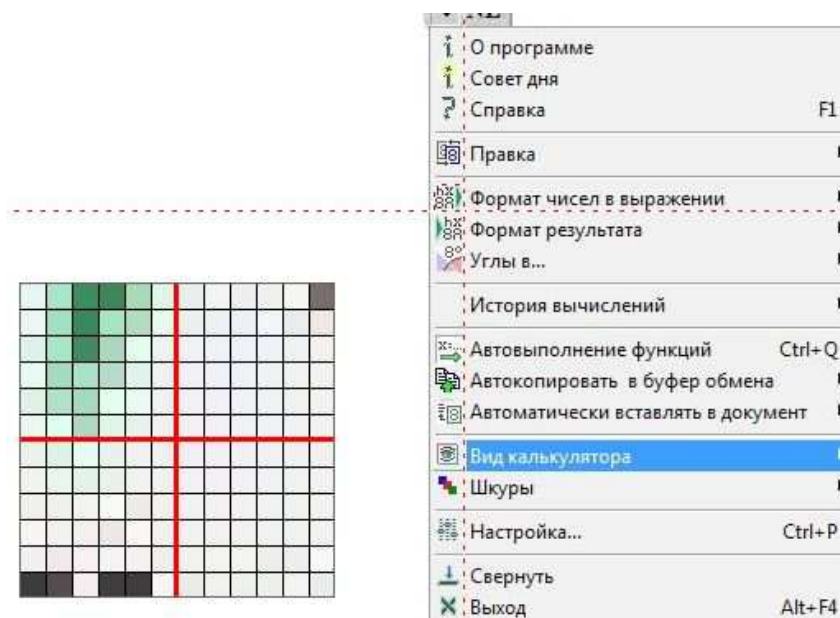 О программе
Совет дня
Справка F1
Правка
Формат чисел в выражении
Формат результата
Углы в...
История вычислений
Автовыполнение функций Ctrl+Q
Автокопировать в буфер обмена
Автоматически вставлять в документ
Вид калькулятора
Шкуры
Настройка... Ctrl+P
Свернуть
Выход Alt+F4